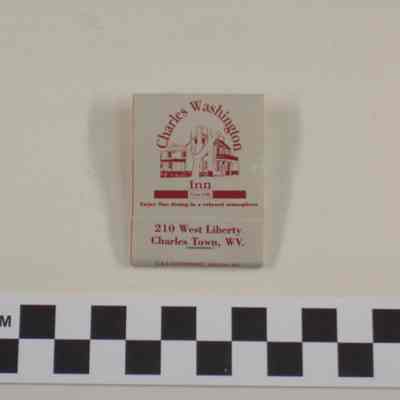 Charles Washington
Inn
Enjoy fine dining in a relaxed atmosphere
210 West Liberty
Charles Town, WV.
M